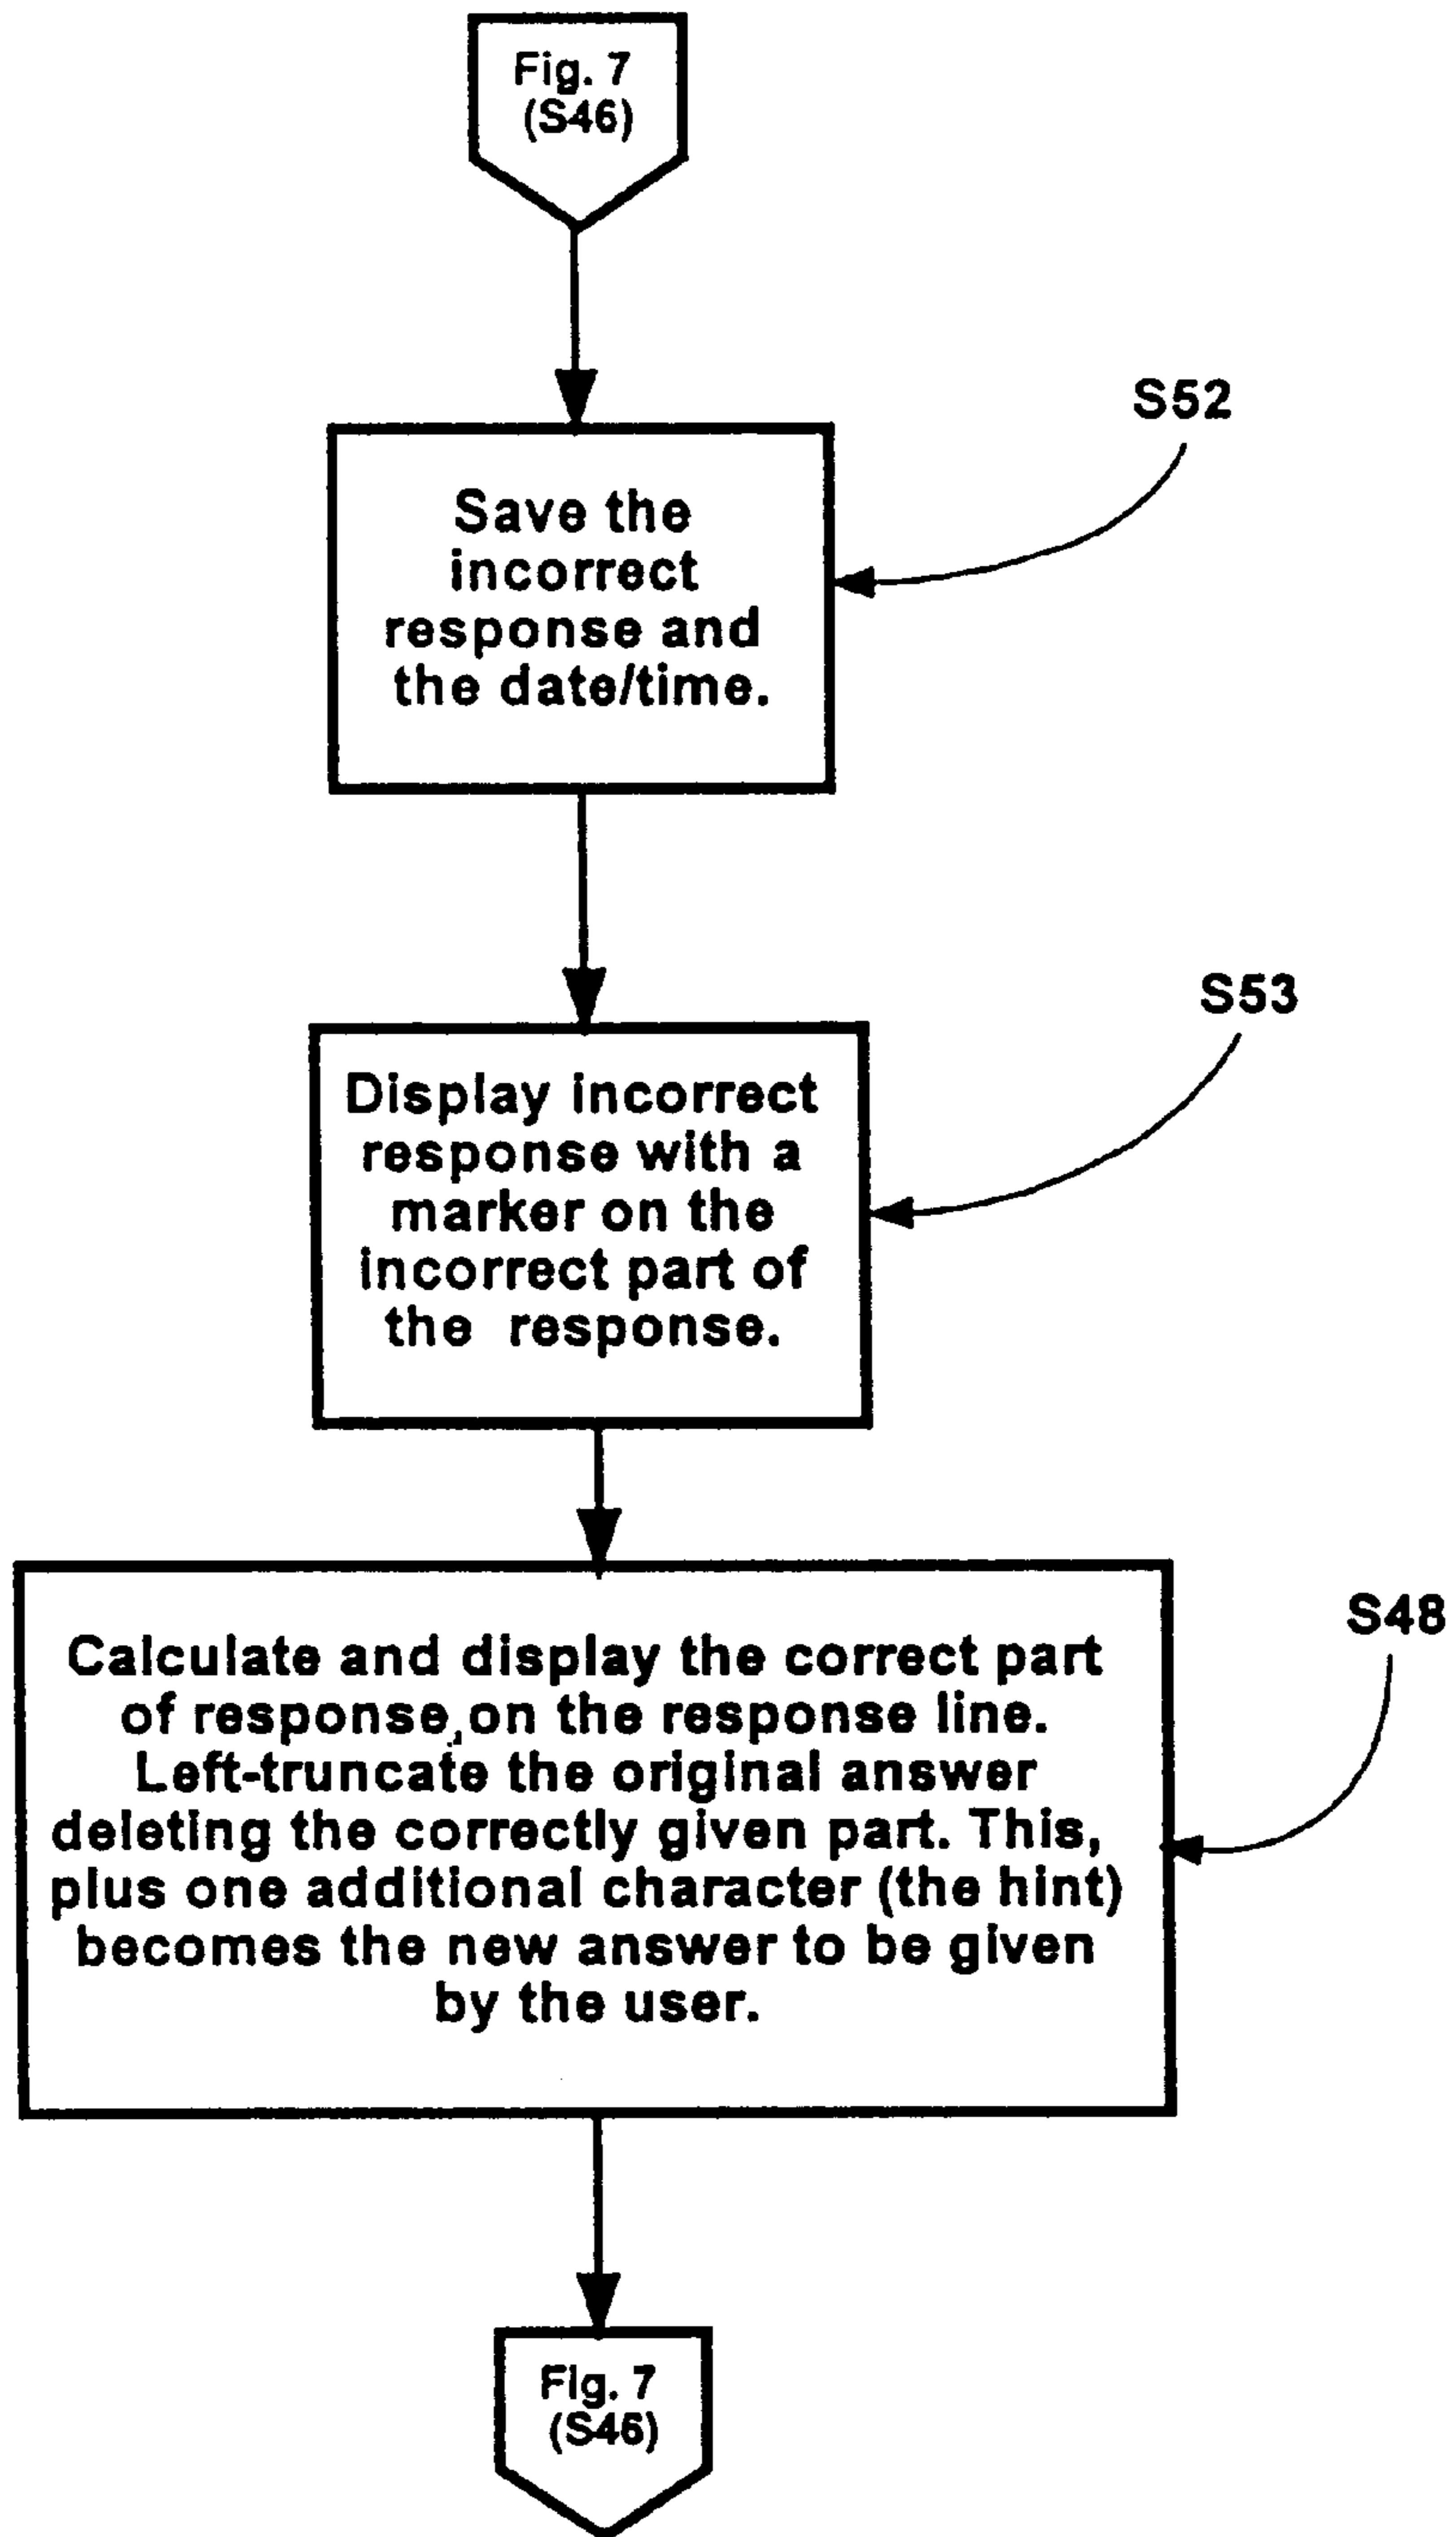 Fig. 7
(S46)
S52
Save the
incorrect
response and
the date/time.
S53
Display incorrect
response with a
marker on the
incorrect part of
the response.
S48
Calculate and display the correct part
of response, on the response line.
Left-truncate the original answer
deleting the correctly given part. This,
plus one additional character (the hint)
becomes the new answer to be given
by the user.
Fig. 7
(S46)